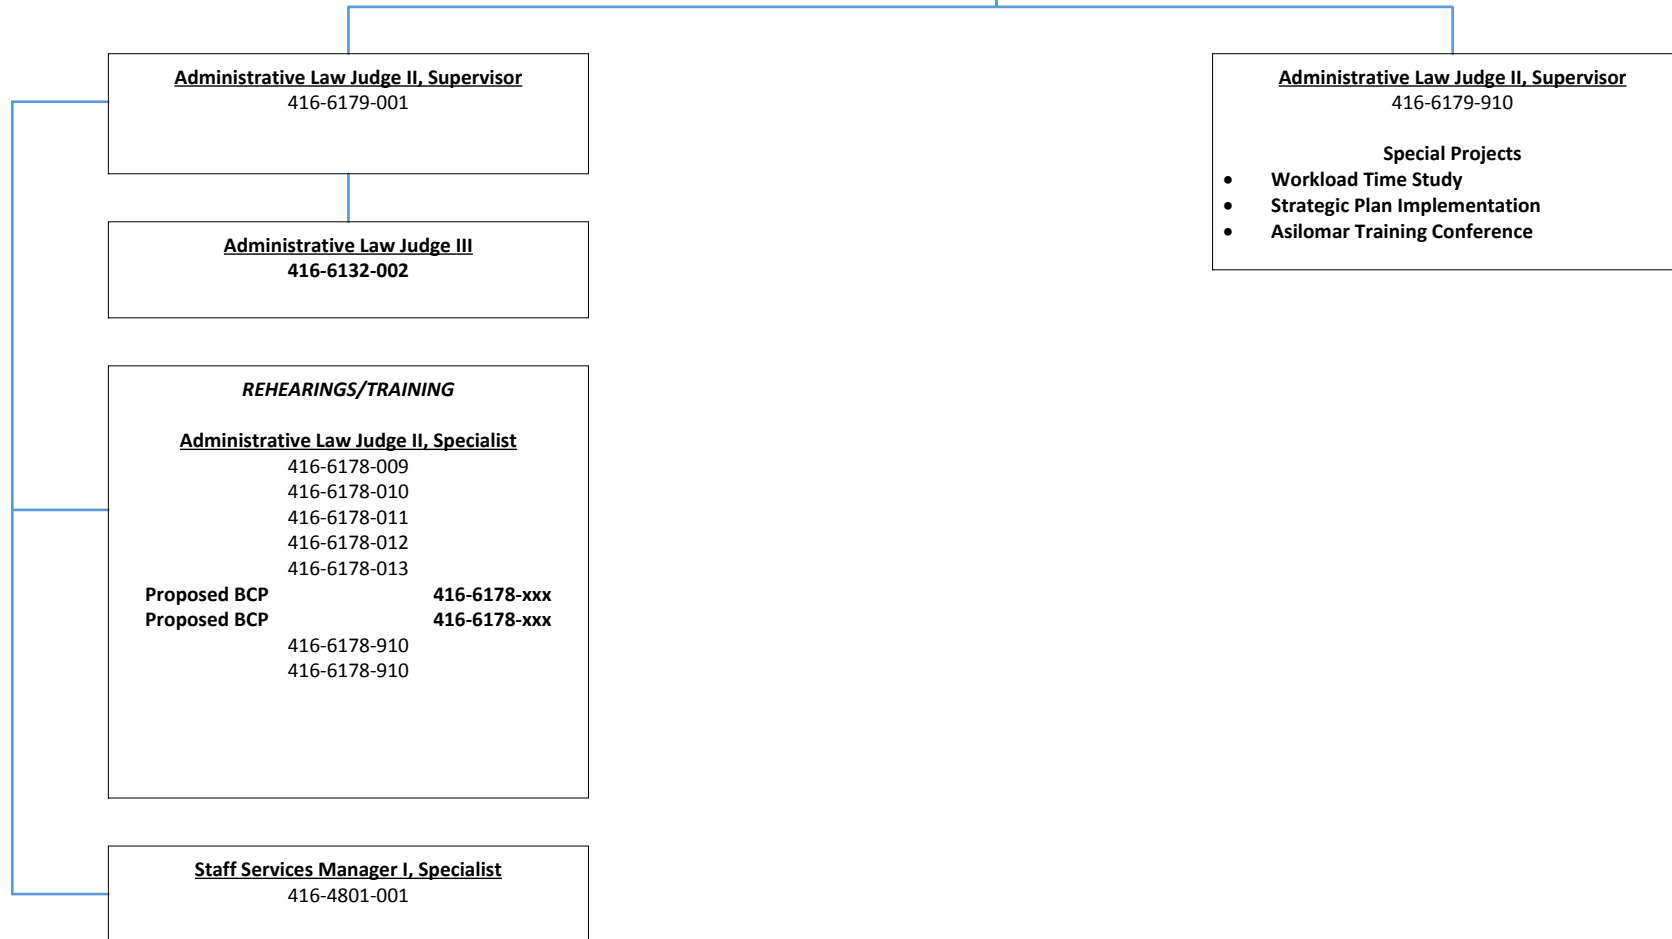 Administrative Law Judge II, Supervisor
416-6179-001
Administrative Law Judge III
416-6132-002
REHEARINGS/TRAINING
Administrative Law Judge II, Specialist
416-6178-009
416-6178-010
416-6178-011
416-6178-012
416-6178-013
Proposed BCP 416-6178-xxx
Proposed BCP 416-6178-xxx
416-6178-910
416-6178-910
Staff Services Manager I, Specialist
416-4801-001
Administrative Law Judge II, Supervisor
416-6179-910
Special Projects
• Workload Time Study
• Strategic Plan Implementation
• Asilomar Training Conference